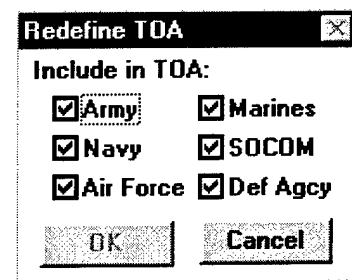 Redefine TOA
Include in TOA:
Army Marines
Navy SOCOM
Air Force Def Agcy
OK Cancel